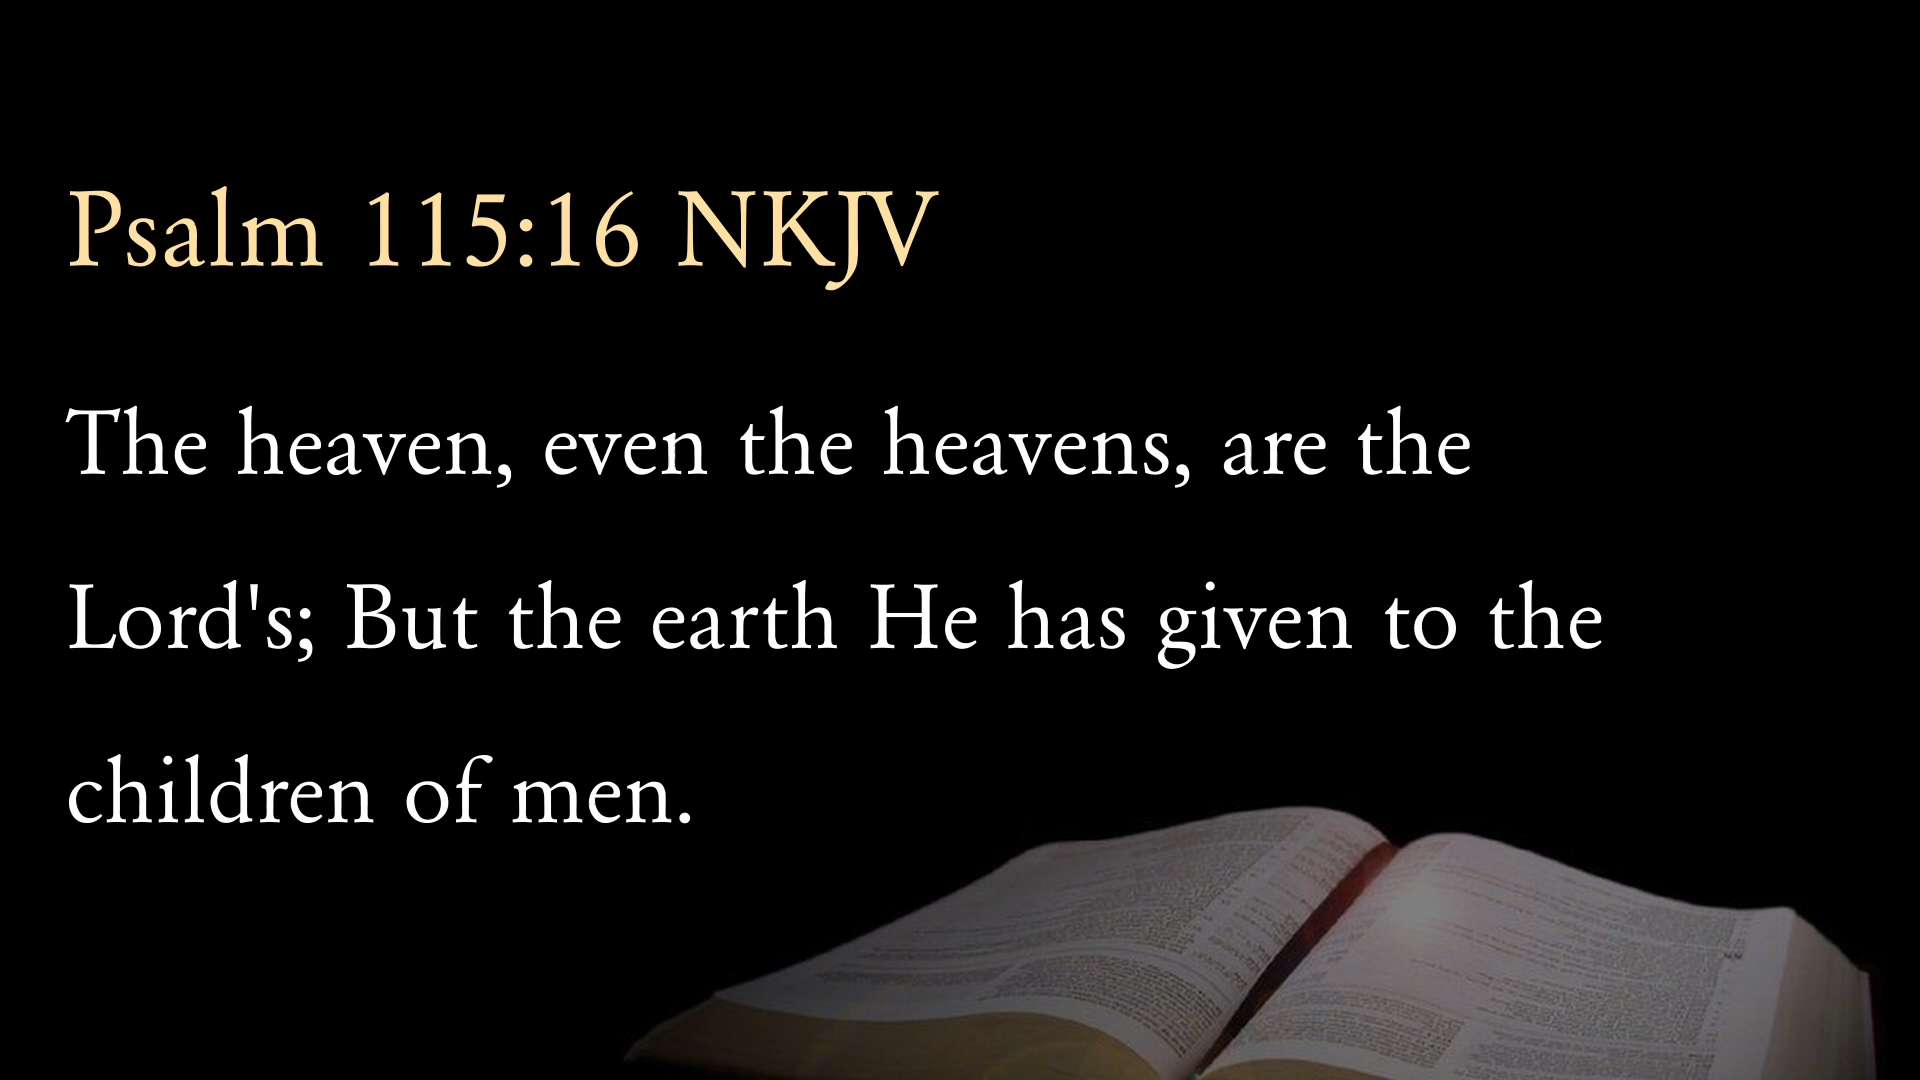 Psalm 115:16 NKJV
The heaven, even the heavens, are the
Lord's; But the earth He has given to the
children of men.